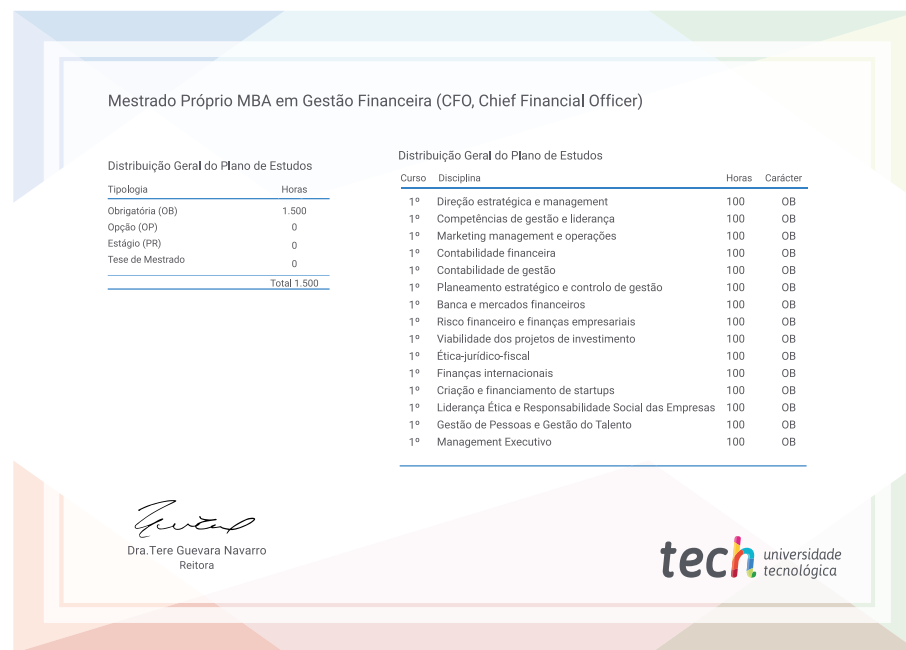 Mestrado Próprio MBA em Gestão Financeira (CFO, Chief Financial Officer)
Distribuição Geral do Plano de Estudos
Tipologia Horas
Obrigatória (OB) 1.500
Opção (OP) 0
Estágio (PR) 0
Tese de Mestrado 0
Total 1.500
Distribuição Geral do Plano de Estudos
Curso Disciplina Horas Carácter
1º Direção estratégica e management 100 OB
1º Competências de gestão e liderança 100 OB
1º Marketing management e operações 100 OB
1º Contabilidade financeira 100 OB
1º Contabilidade de gestão 100 OB
1º Planeamento estratégico e controlo de gestão 100 OB
1º Banca e mercados financeiros 100 OB
1º Risco financeiro e finanças empresariais 100 OB
1º Viabilidade dos projetos de investimento 100 OB
1º Ética-jurídico-fiscal 100 OB
1º Finanças internacionais 100 OB
1º Criação e financiamento de startups 100 OB
1º Liderança Ética e Responsabilidade Social das Empresas 100 OB
1º Gestão de Pessoas e Gestão do Talento 100 OB
1º Management Executivo 100 OB
Dra.Tere Guevara Navarro
Reitora
tech universidade
tecnológica